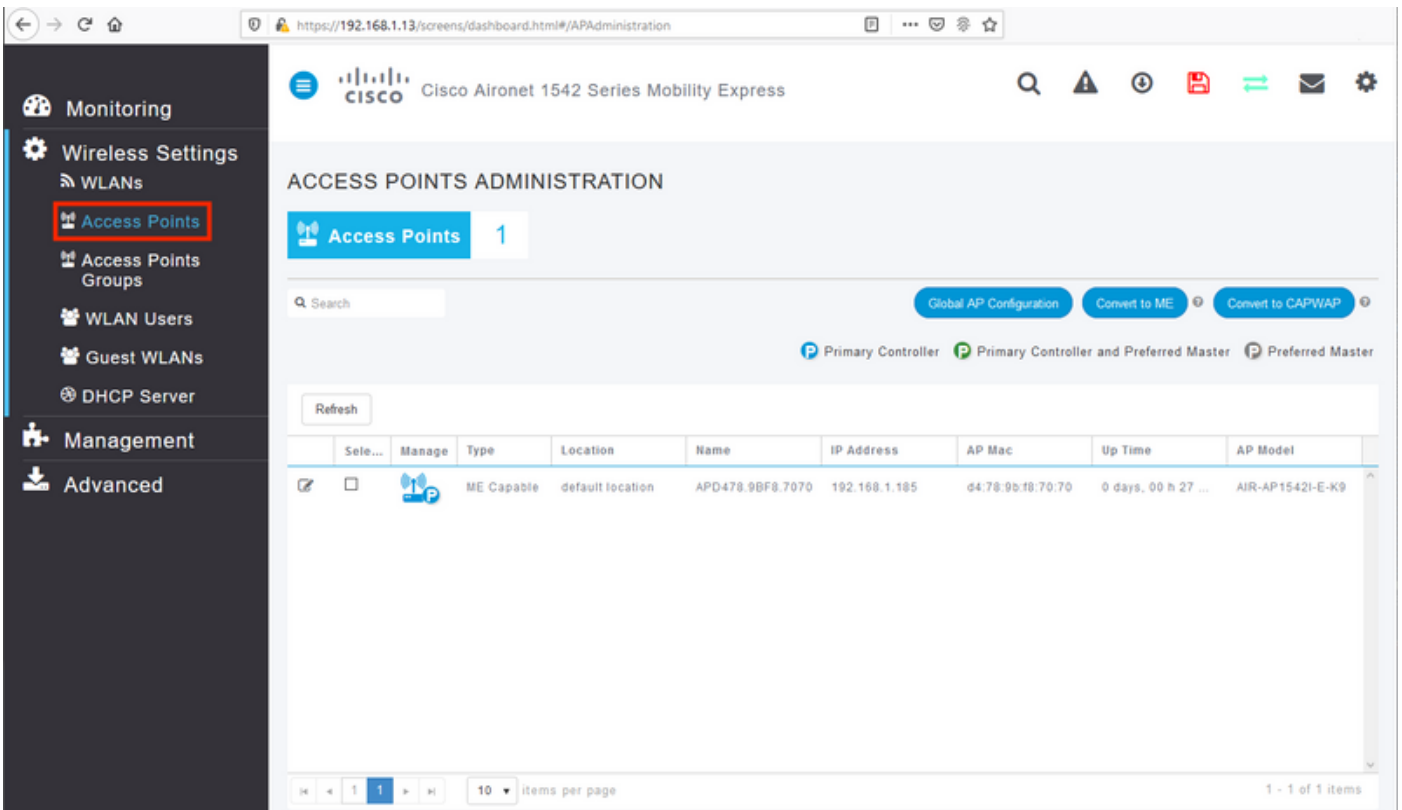 https://192.168.1.13/screens/dashboard.html#/APAdministration
Monitoring
Wireless Settings
WLANs
Access Points
Access Points
Groups
WLAN Users
Guest WLANs
DHCP Server
Management
Advanced
CISCO Cisco Aironet 1542 Series Mobility Express
ACCESS POINTS ADMINISTRATION
Access Points 1
Search Global AP Configuration Convert to ME Convert to CAPWAP
P Primary Controller P Primary Controller and Preferred Master P Preferred Master
Refresh
Sele... Manage Type Location Name IP Address AP Mac Up Time AP Model
P ME Capable default location APD478.9BF8.7070 192.168.1.185 d4:78:9b:f8:70:70 0 days, 00 h 27 ... AIR-AP1542I-E-K9
1 1 10 items per page 1 - 1 of 1 items